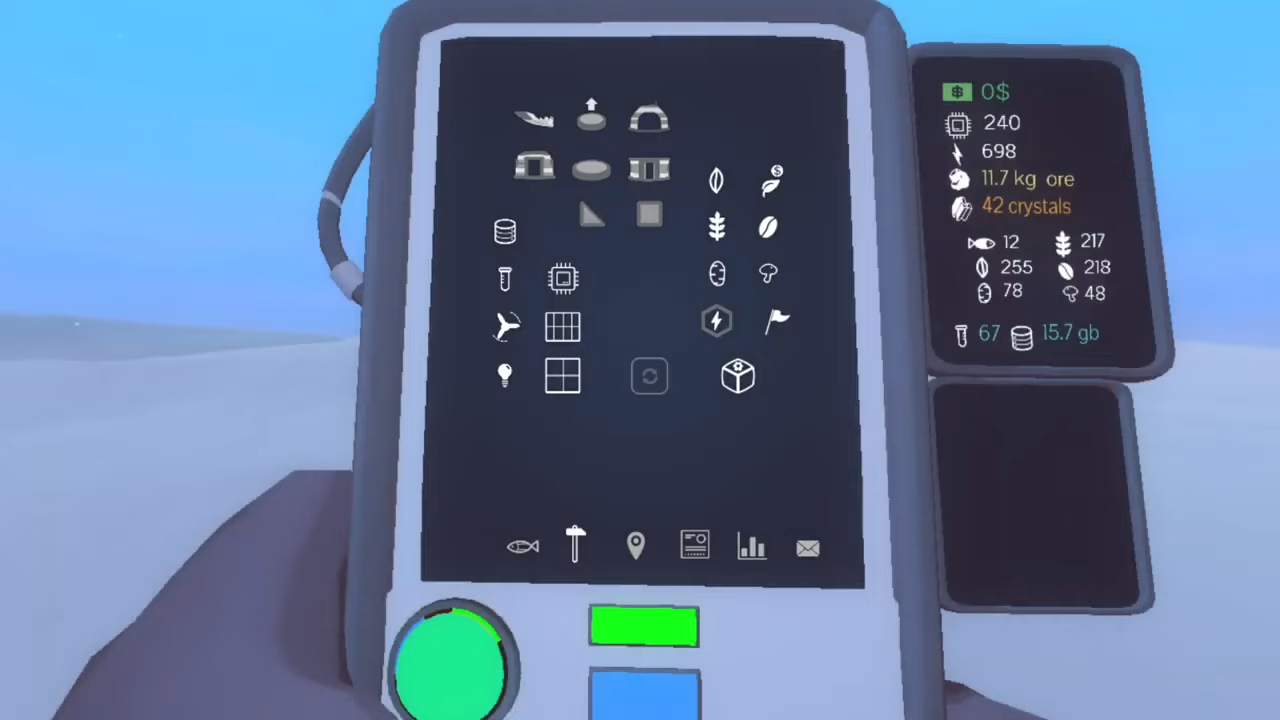 0$
240
698
11.7 kg ore
42 crystals
12 217
255 218
78 48
67 15.7 gb